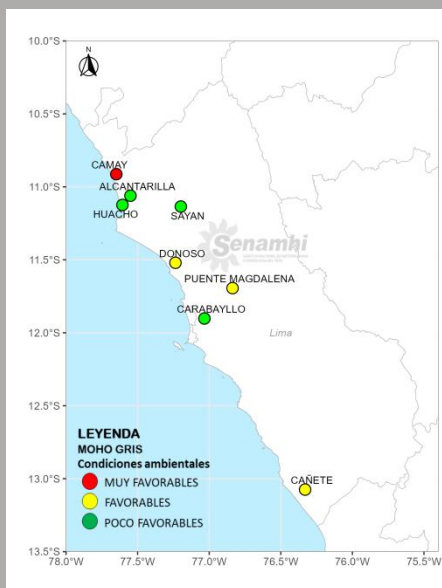 10.0°S
N
10.5°S
CAMAY
11.0°S
ALCANTARILLA
HUACHO
SAYAN
Senamhi
DONOSO
11.5°S
PUENTE MAGDALENA
CARABAYLLO
12.0°S
Lima
12.5°S
LEYENDA
MOHO GRIS
Condiciones ambientales
MUY FAVORABLES
FAVORABLES
POCO FAVORABLES
CAÑETE
13.0°S
13.5°S
78.0°W 77.5°W 77.0°W 76.5°W 76.0°W 75.5°W